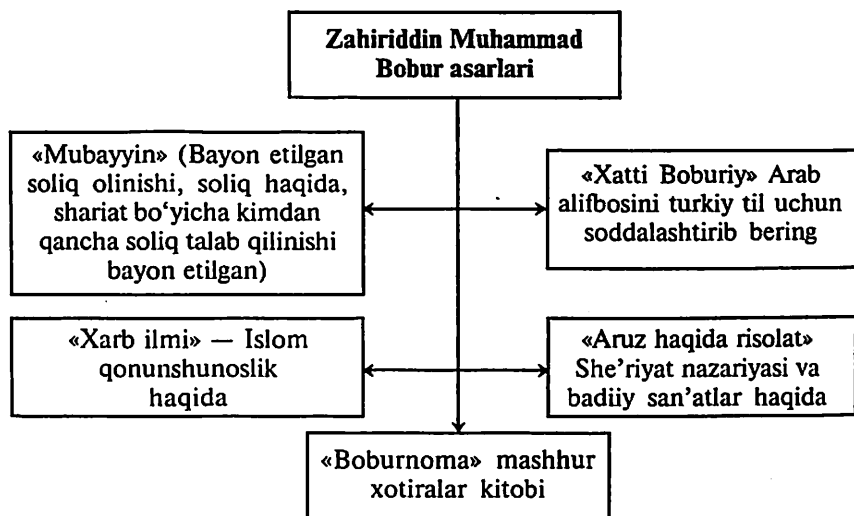 Zahiriddin Muhammad
Bobur asarlari
«Mubayyin» (Bayon etilgan
soliq olinishi, soliq haqida,
shariat bo‘yicha kimdan
qancha soliq talab qilinishi
bayon etilgan)
«Xatti Boburiy» Arab
alifbosini turkiy til uchun
soddalashtirib bering
«Xarb ilmi» — Islom
qonunshunoslik
haqida
«Aruz haqida risolat»
She’riyat nazariyasi va
badiiy san’atlar haqida
«Boburnoma» mashhur
xotiralar kitobi